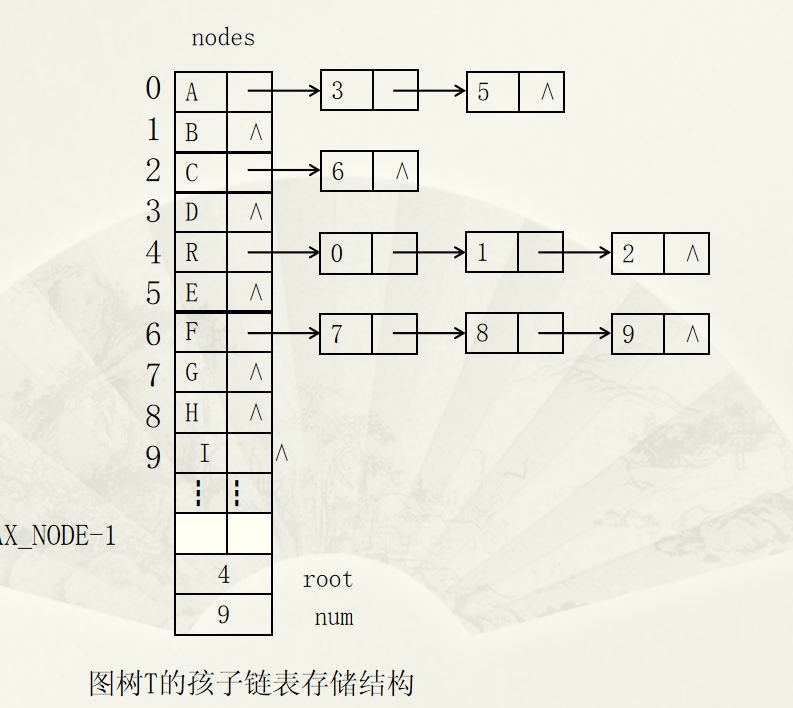 nodes
0 A 3 5 ∧
1 B ∧
2 C 6 ∧
3 D ∧
4 R 0 1 2 ∧
5 E ∧
6 F 7 8 9 ∧
7 G ∧
8 H ∧
9 I ∧
┇ ┇
AX_NODE-1
4 root
9 num
图树T的孩子链表存储结构